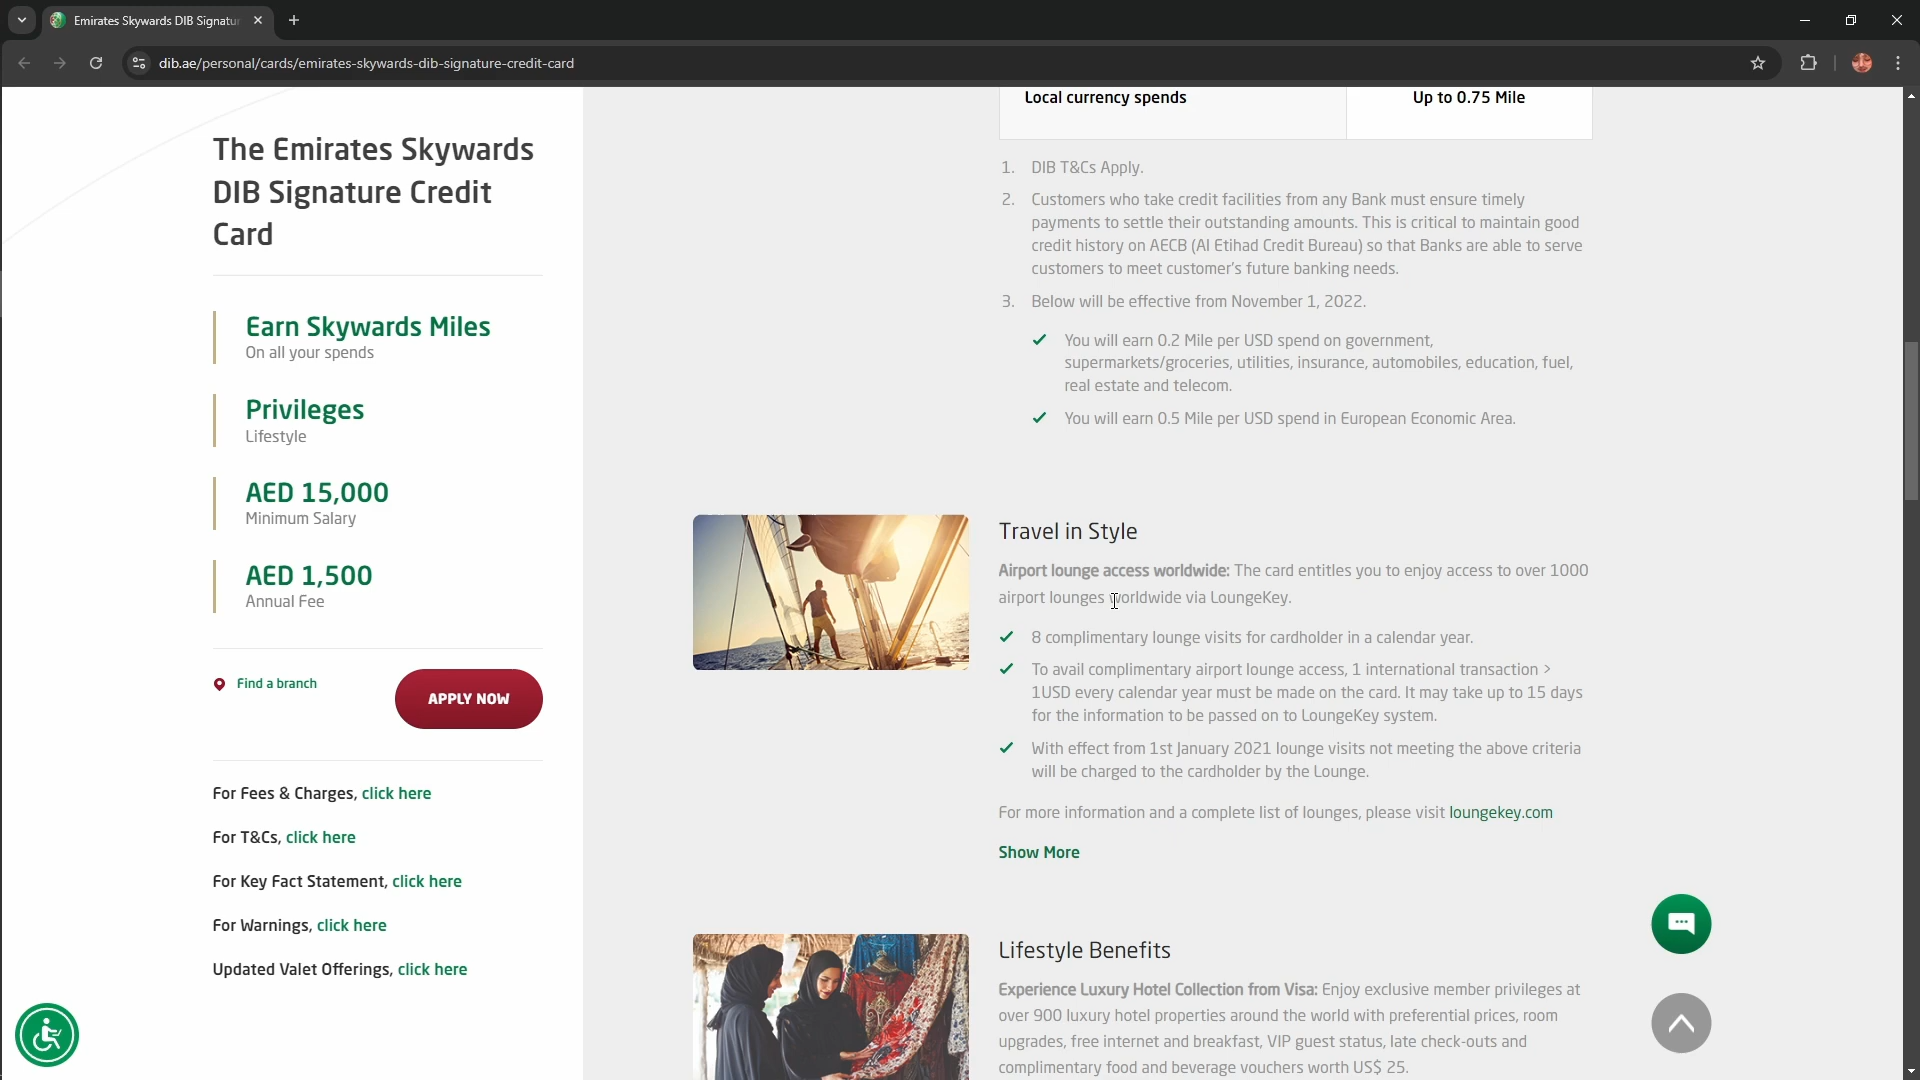 Emirates Skywards DIB Signatur
dib.ae/personal/cards/emirates-skywards-dib-signature-credit-card
The Emirates Skywards
DIB Signature Credit
Card
Earn Skywards Miles
On all your spends
Privileges
Lifestyle
AED 15,000
Minimum Salary
AED 1,500
Annual Fee
Find a branch
APPLY NOW
For Fees & Charges, click here
For T&Cs, click here
For Key Fact Statement, click here
For Warnings, click here
Updated Valet Offerings, click here
Local currency spends
Up to 0.75 Mile
1. DIB T&Cs Apply.
2. Customers who take credit facilities from any Bank must ensure timely
payments to settle their outstanding amounts. This is critical to maintain good
credit history on AECB (Al Etihad Credit Bureau) so that Banks are able to serve
customers to meet customer's future banking needs.
3. Below will be effective from November 1, 2022.
You will earn 0.2 Mile per USD spend on government,
supermarkets/groceries, utilities, insurance, automobiles, education, fuel,
real estate and telecom.
You will earn 0.5 Mile per USD spend in European Economic Area.
Travel in Style
Airport lounge access worldwide: The card entitles you to enjoy access to over 1000
airport lounges worldwide via LoungeKey.
8 complimentary lounge visits for cardholder in a calendar year.
To avail complimentary airport lounge access, 1 international transaction >
1USD every calendar year must be made on the card. It may take up to 15 days
for the information to be passed on to LoungeKey system.
With effect from 1st January 2021 lounge visits not meeting the above criteria
will be charged to the cardholder by the Lounge.
For more information and a complete list of lounges, please visit loungekey.com
Show More
Lifestyle Benefits
Experience Luxury Hotel Collection from Visa: Enjoy exclusive member privileges at
over 900 luxury hotel properties around the world with preferential prices, room
upgrades, free internet and breakfast, VIP guest status, late check-outs and
complimentary food and beverage vouchers worth US$ 25.